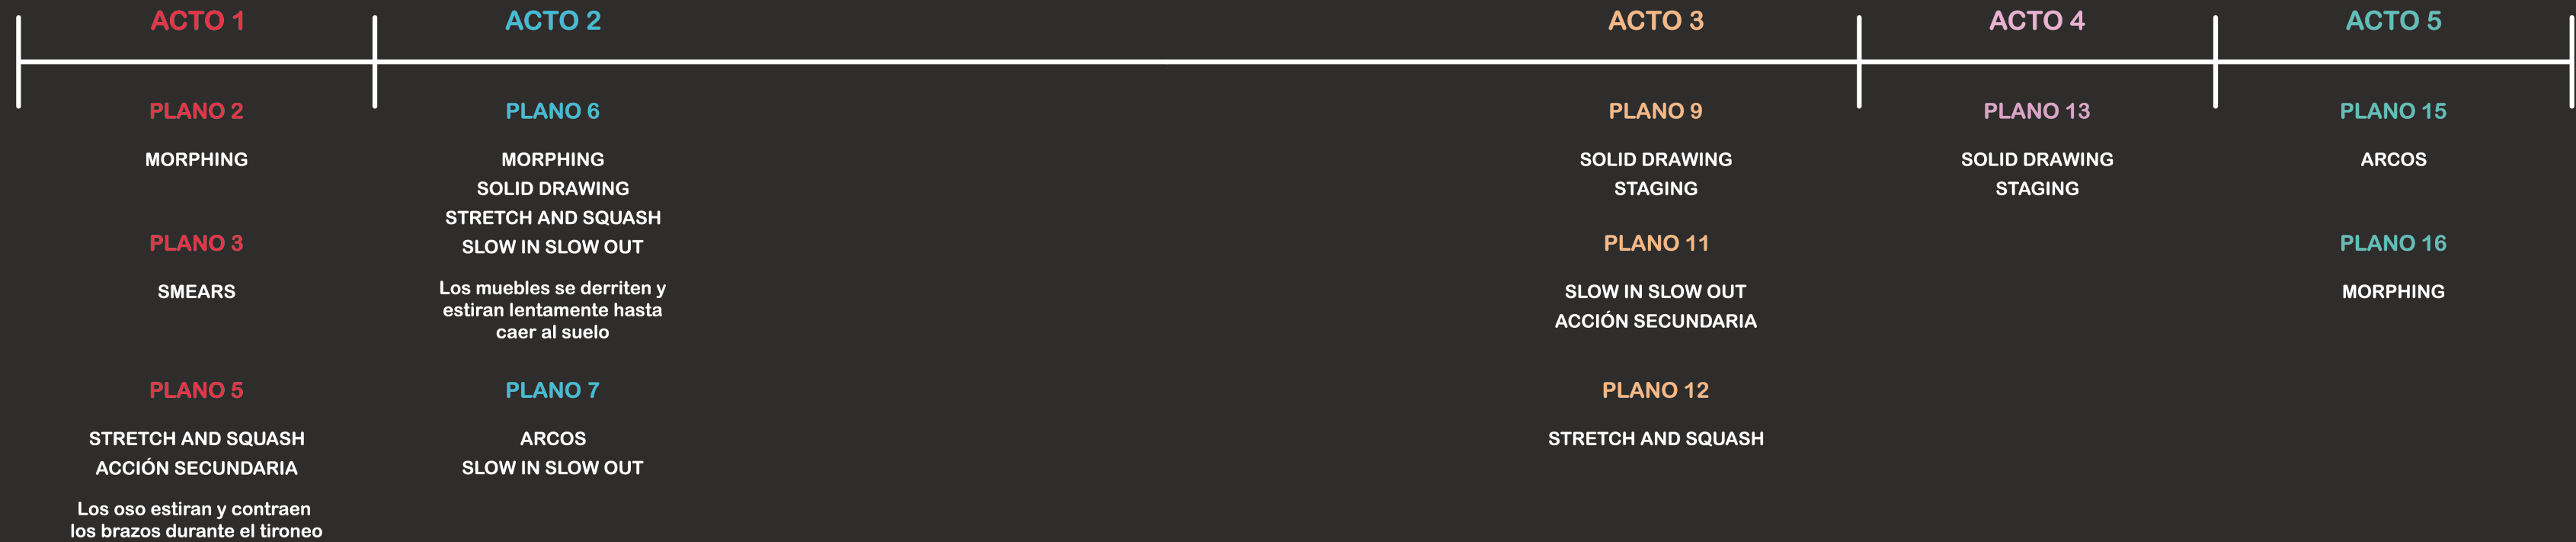 ACTO 1
PLANO 2
MORPHING
PLANO 3
SMEARS
PLANO 5
STRETCH AND SQUASH
ACCIÓN SECUNDARIA
Los oso estiran y contraen
los brazos durante el tironeo
ACTO 2
PLANO 6
MORPHING
SOLID DRAWING
STRETCH AND SQUASH
SLOW IN SLOW OUT
Los muebles se derriten y
estiran lentamente hasta
caer al suelo
PLANO 7
ARCOS
SLOW IN SLOW OUT
ACTO 3
PLANO 9
SOLID DRAWING
STAGING
PLANO 11
SLOW IN SLOW OUT
ACCIÓN SECUNDARIA
PLANO 12
STRETCH AND SQUASH
ACTO 4
PLANO 13
SOLID DRAWING
STAGING
ACTO 5
PLANO 15
ARCOS
PLANO 16
MORPHING